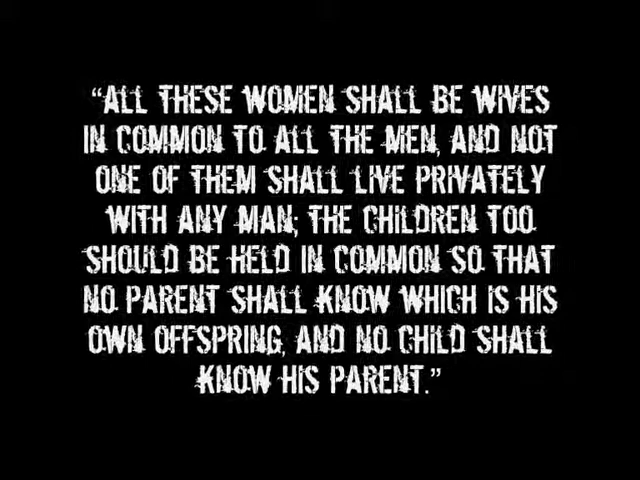 “ALL THESE WOMEN SHALL BE WIVES
IN COMMON TO ALL THE MEN, AND NOT
ONE OF THEM SHALL LIVE PRIVATELY
WITH ANY MAN; THE CHILDREN TOO
SHOULD BE HELD IN COMMON SO THAT
NO PARENT SHALL KNOW WHICH IS HIS
OWN OFFSPRING, AND NO CHILD SHALL
KNOW HIS PARENT.”